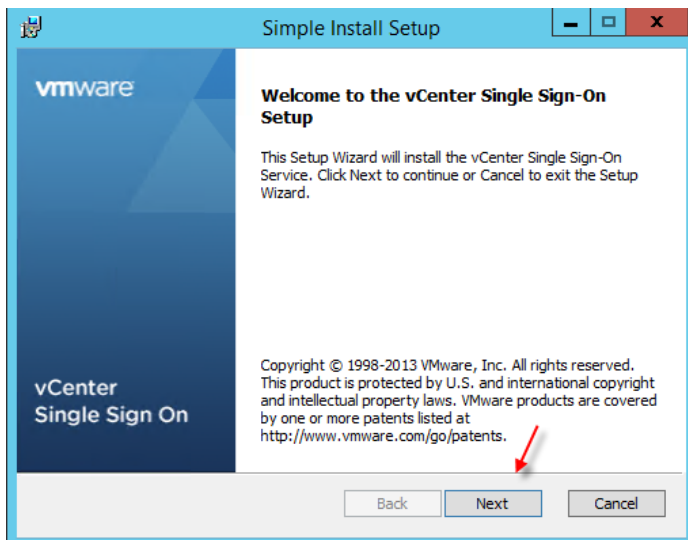 Simple Install Setup
vmware
Welcome to the vCenter Single Sign-On
Setup
This Setup Wizard will install the vCenter Single Sign-On
Service. Click Next to continue or Cancel to exit the Setup
Wizard.
Copyright © 1998-2013 VMware, Inc. All rights reserved.
This product is protected by U.S. and international copyright
and intellectual property laws. VMware products are covered
by one or more patents listed at
http://www.vmware.com/go/patents.
vCenter
Single Sign On
Back
Next
Cancel